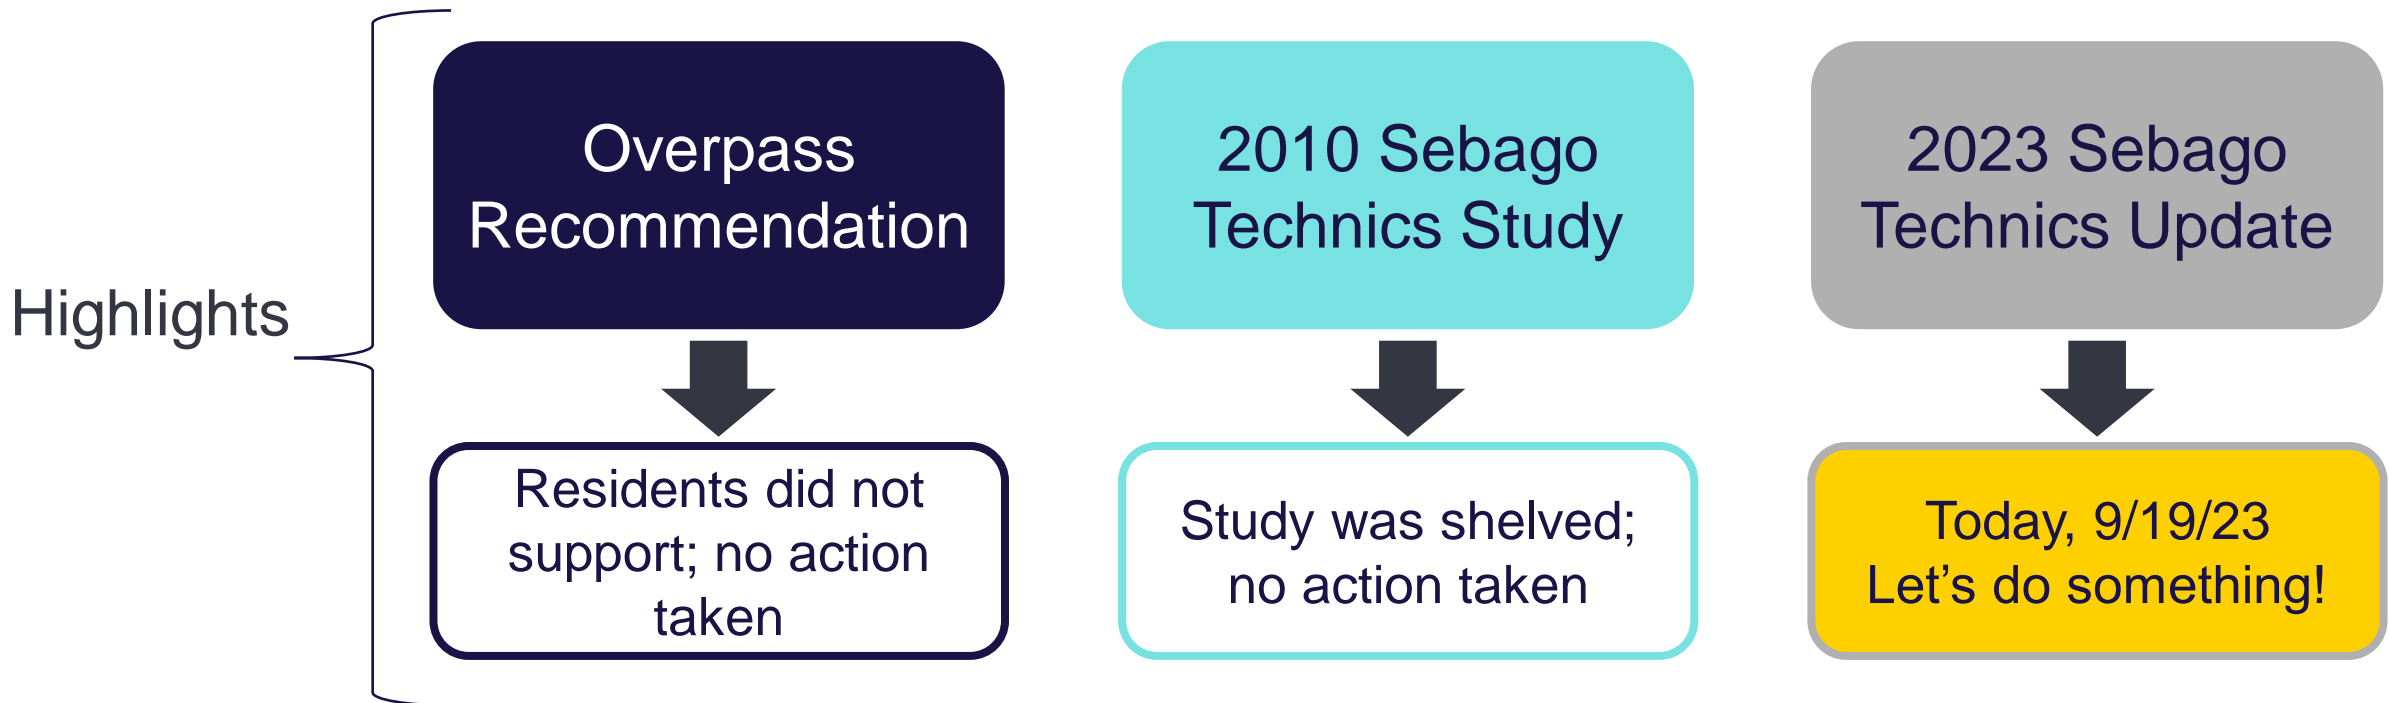 Highlights
Overpass
Recommendation
Residents did not
support; no action
taken
2010 Sebago
Technics Study
Study was shelved;
no action taken
2023 Sebago
Technics Update
Today, 9/19/23
Let’s do something!